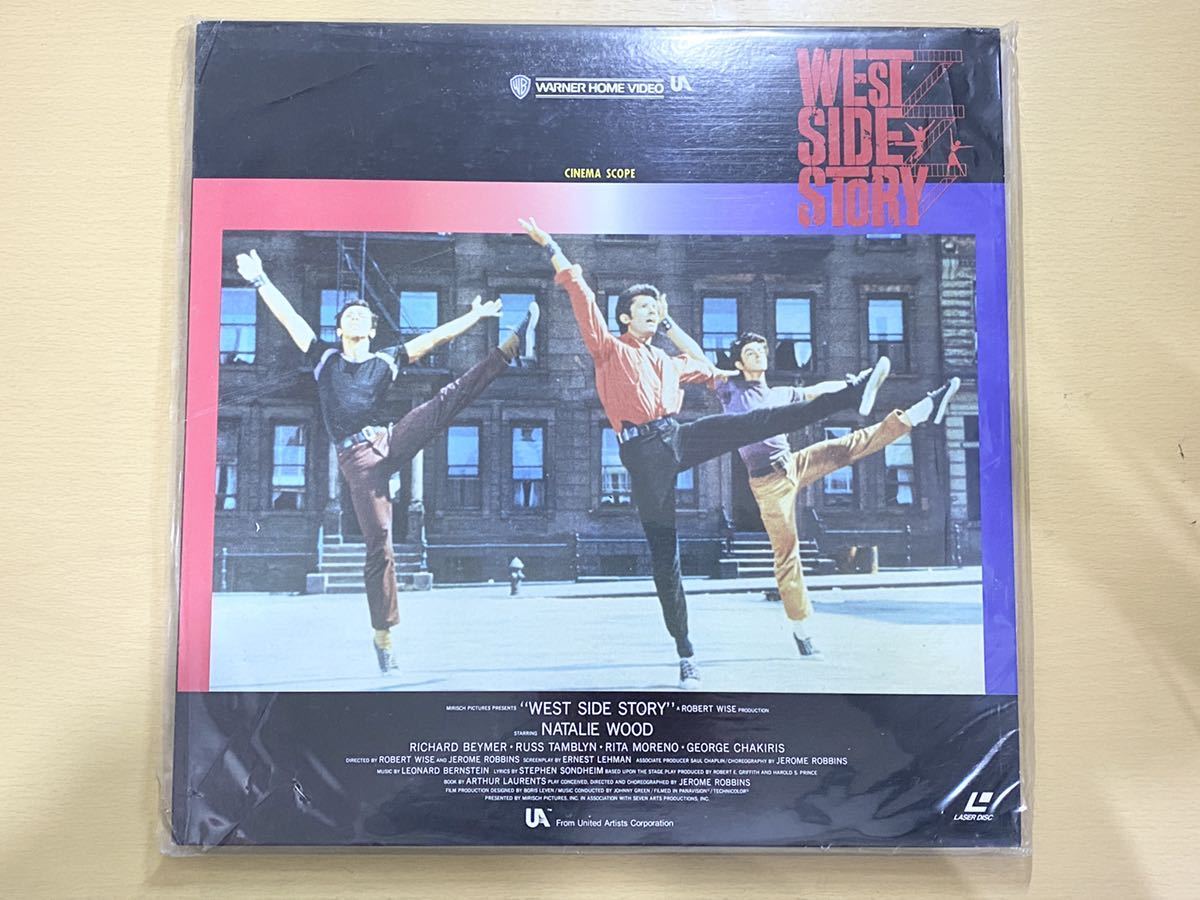 WB WARNER HOME VIDEO UA
WEST
SIDE
STORY
CINEMA SCOPE
MIRISCH PICTURES PRESENTS "WEST SIDE STORY" A ROBERT WISE PRODUCTION
STARRING NATALIE WOOD
RICHARD BEYMER · RUSS TAMBLYN · RITA MORENO · GEORGE CHAKIRIS
DIRECTED BY ROBERT WISE AND JEROME ROBBINS SCREENPLAY BY ERNEST LEHMAN ASSOCIATE PRODUCER SAUL CHAPLIN/CHOREOGRAPHY BY JEROME ROBBINS
MUSIC BY LEONARD BERNSTEIN LYRICS BY STEPHEN SONDHEIM BASED UPON THE STAGE PLAY PRODUCED BY ROBERT E. GRIFFITH AND HAROLD S. PRINCE
BOOK BY ARTHUR LAURENTS PLAY CONCEIVED, DIRECTED AND CHOREOGRAPHED BY JEROME ROBBINS
FILM PRODUCTION DESIGNED BY BORIS LEVEN/MUSIC CONDUCTED BY JOHNNY GREEN/FILMED IN PANAVISION®/TECHNICOLOR®
PRESENTED BY MIRISCH PICTURES, INC. IN ASSOCIATION WITH SEVEN ARTS PRODUCTIONS, INC.
UA™ From United Artists Corporation
LASER DISC